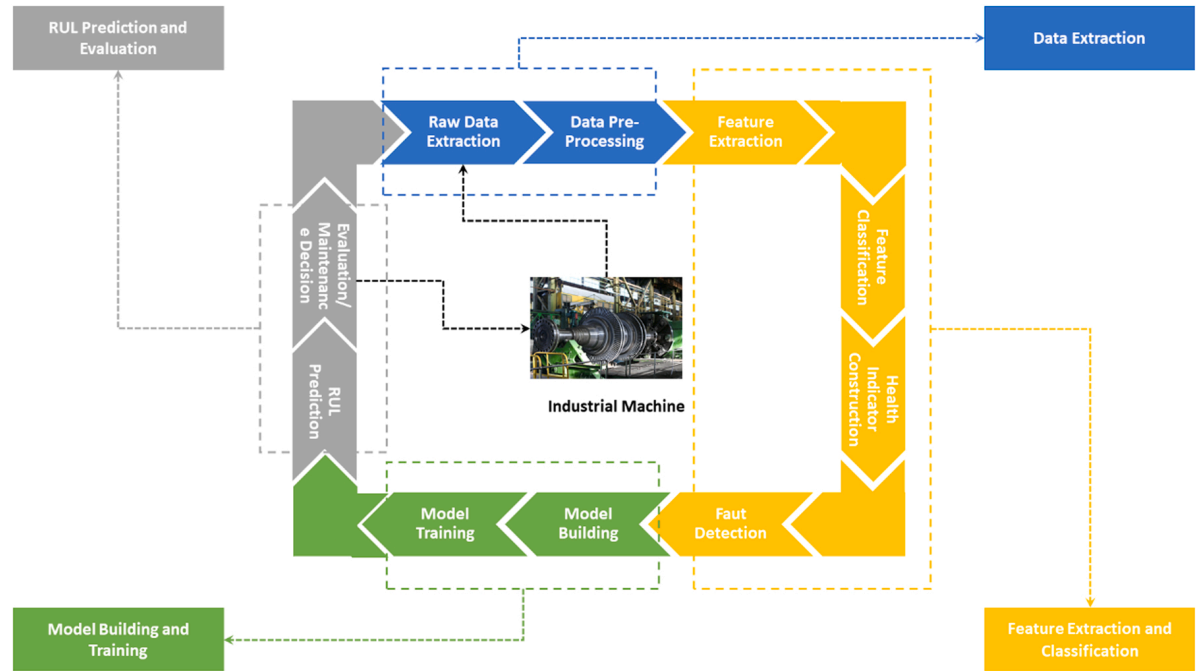 RUL Prediction and
Evaluation
Data Extraction
Raw Data
Extraction
Data Pre-
Processing
Feature
Extraction
Feature
Classification
Health
Indicator
Construction
Faut
Detection
Model
Building
Model
Training
RUL
Prediction
Evaluation/
Maintenanc
e Decision
Industrial Machine
Model Building and
Training
Feature Extraction and
Classification